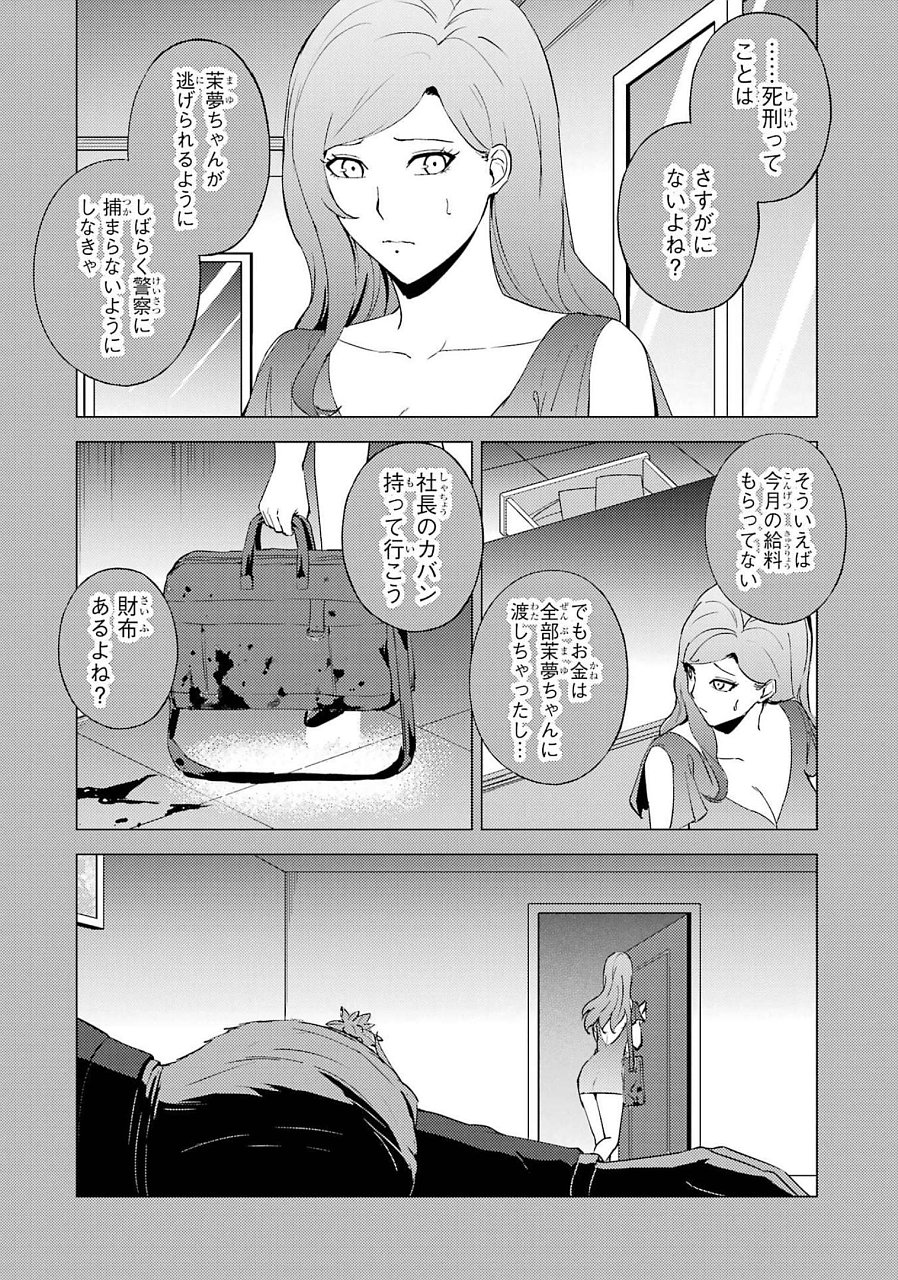 ……死刑って
ことは
さすがに
ないよね?
茉夢ちゃんが
逃げられるように
しばらく警察に
捕まらないように
しなきゃ
そういえば
今月の給料
もらってない
でもお金は
全部茉夢ちゃんに
渡しちゃったし…
社長のカバン
持って行こう
財布
あるよね?